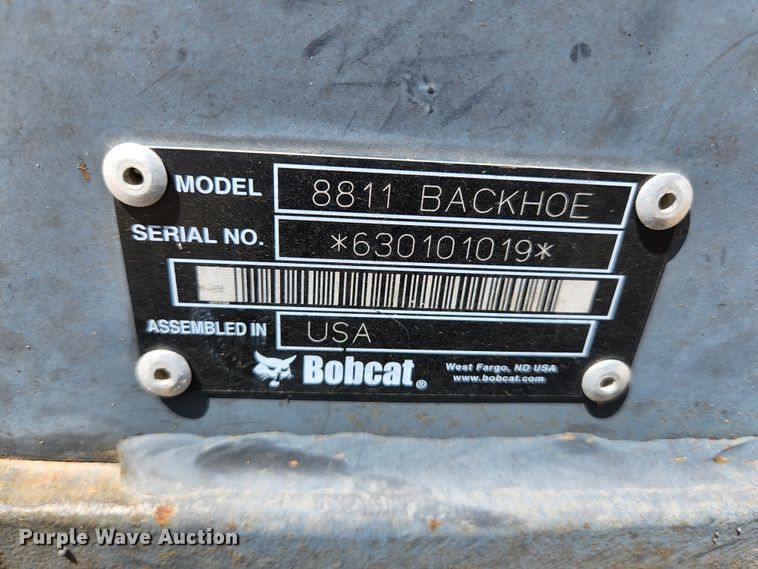 MODEL 8811 BACKHOE
SERIAL NO. *630101019*
ASSEMBLED IN USA
Bobcat®
West Fargo, ND USA
www.bobcat.com
Purple Wave Auction